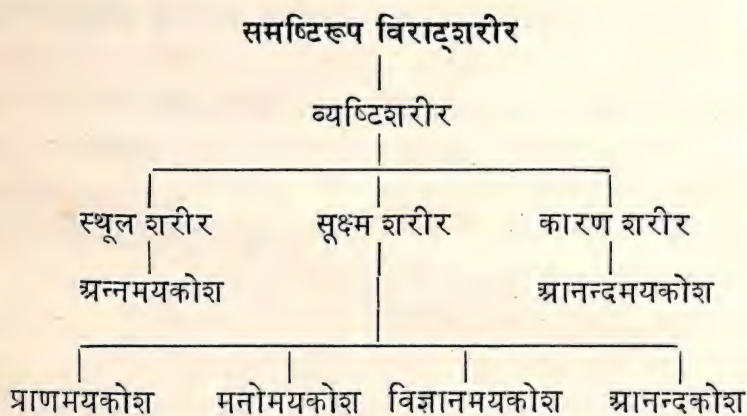 समष्टिरूप विराट्शरीर
व्यष्टिशरीर
स्थूल शरीर सूक्ष्म शरीर कारण शरीर
अन्नमयकोश आनन्दमयकोश
प्राणमयकोश मनोमयकोश विज्ञानमयकोश आनन्दकोश